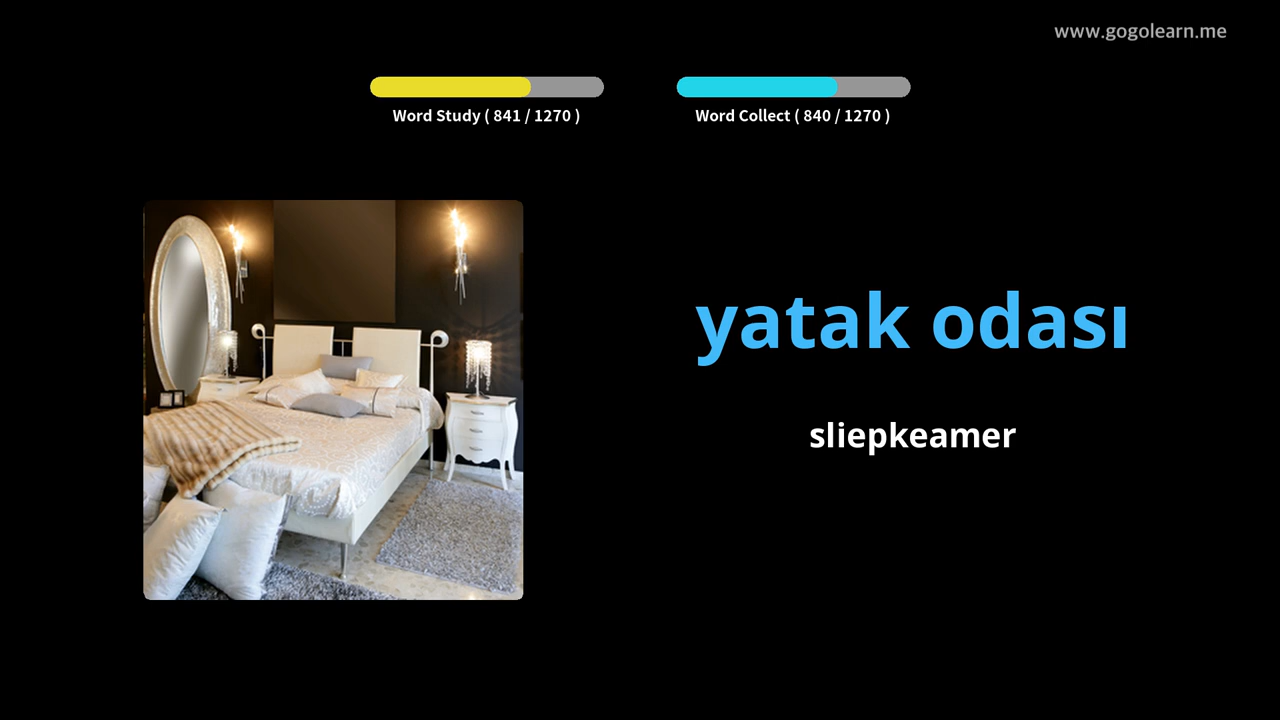 www.gogolearn.me
Word Study ( 841 / 1270 )
Word Collect ( 840 / 1270 )
yatak odası
sliepkeamer